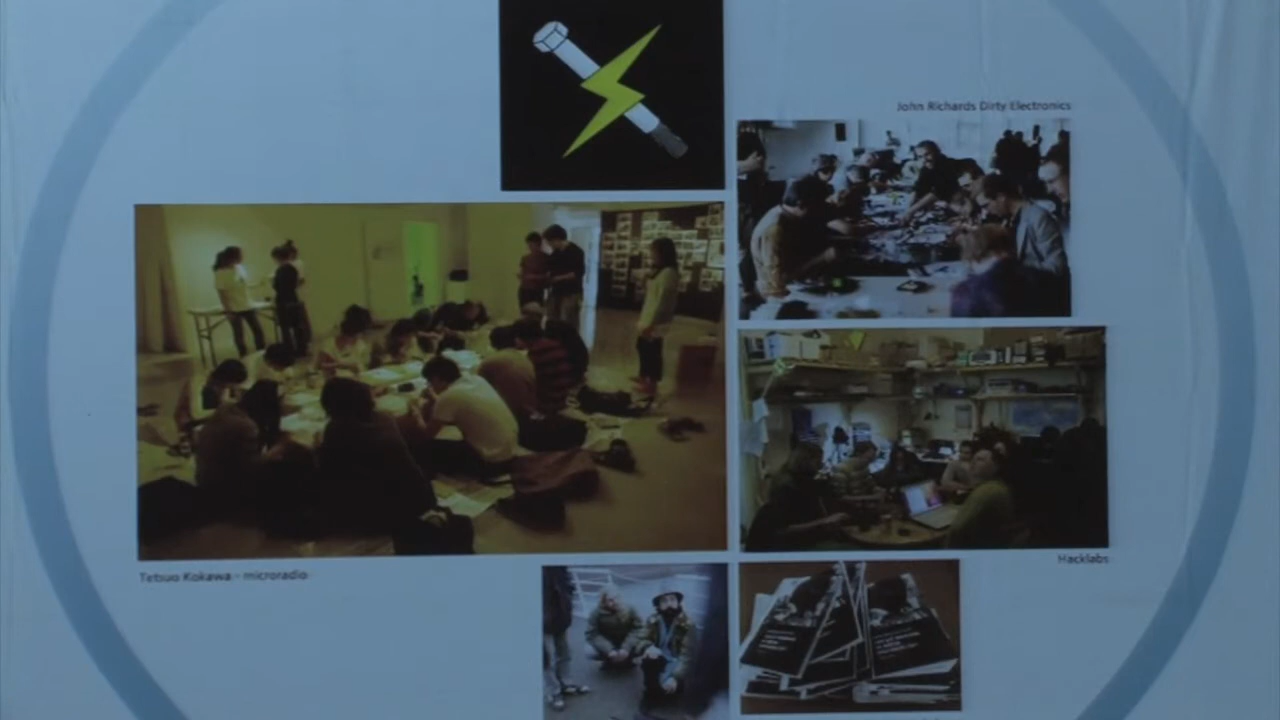 John Richards Dirty Electronics
Tetsuo Kokawa - microradio
Hacklabs